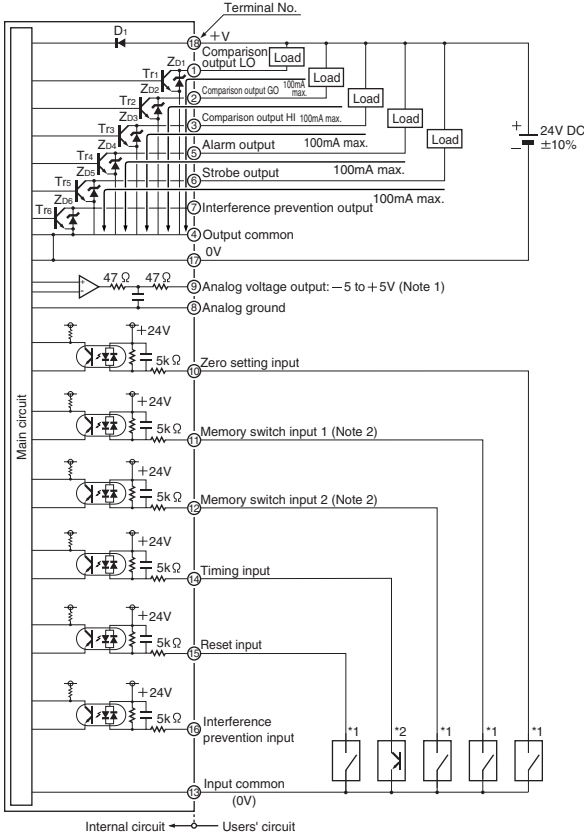 Terminal No.
D1
18 +V
Comparison output LO
ZD1
Tr1
1
Load
ZD2
Tr2
2 Comparison output GO 100mA max.
Load
ZD3
Tr3
3 Comparison output HI 100mA max.
Load
ZD4
Tr4
5 Alarm output
100mA max.
Load
ZD5
Tr5
6 Strobe output
100mA max.
Load
ZD6
Tr6
7 Interference prevention output
100mA max.
+
−
24V DC
±10%
4 Output common
0V
17
47Ω 47Ω
+
−
9 Analog voltage output: −5 to +5V (Note 1)
8 Analog ground
Main circuit
+24V
5kΩ
10 Zero setting input
+24V
5kΩ
11 Memory switch input 1 (Note 2)
+24V
5kΩ
12 Memory switch input 2 (Note 2)
+24V
5kΩ
14 Timing input
+24V
5kΩ
15 Reset input
+24V
5kΩ
16 Interference
prevention input
*1 *2 *1 *1 *1
13 Input common
(0V)
Internal circuit Users' circuit